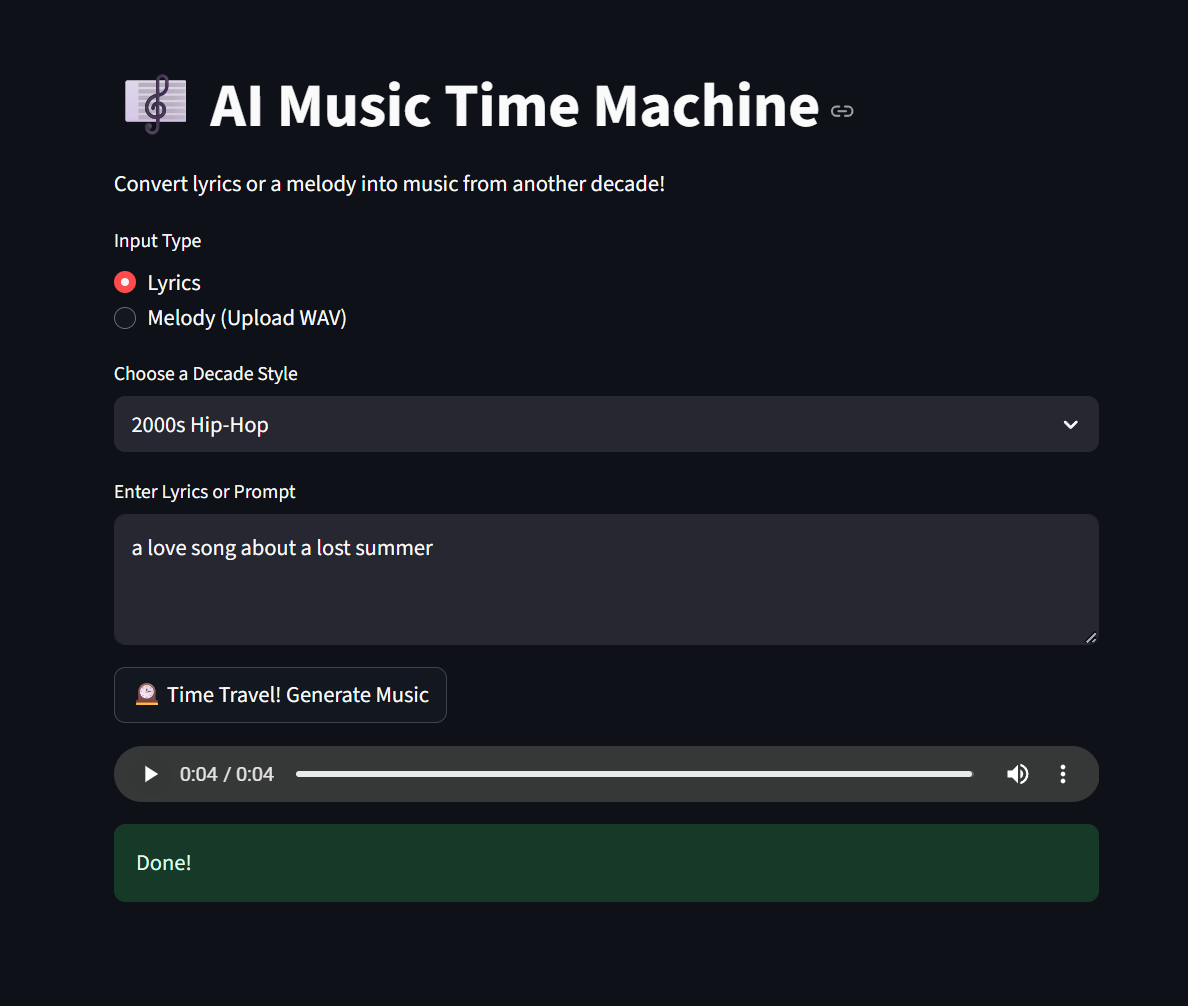 AI Music Time Machine
Convert lyrics or a melody into music from another decade!
Input Type
Lyrics
Melody (Upload WAV)
Choose a Decade Style
2000s Hip-Hop
Enter Lyrics or Prompt
a love song about a lost summer
Time Travel! Generate Music
0:04 / 0:04
Done!